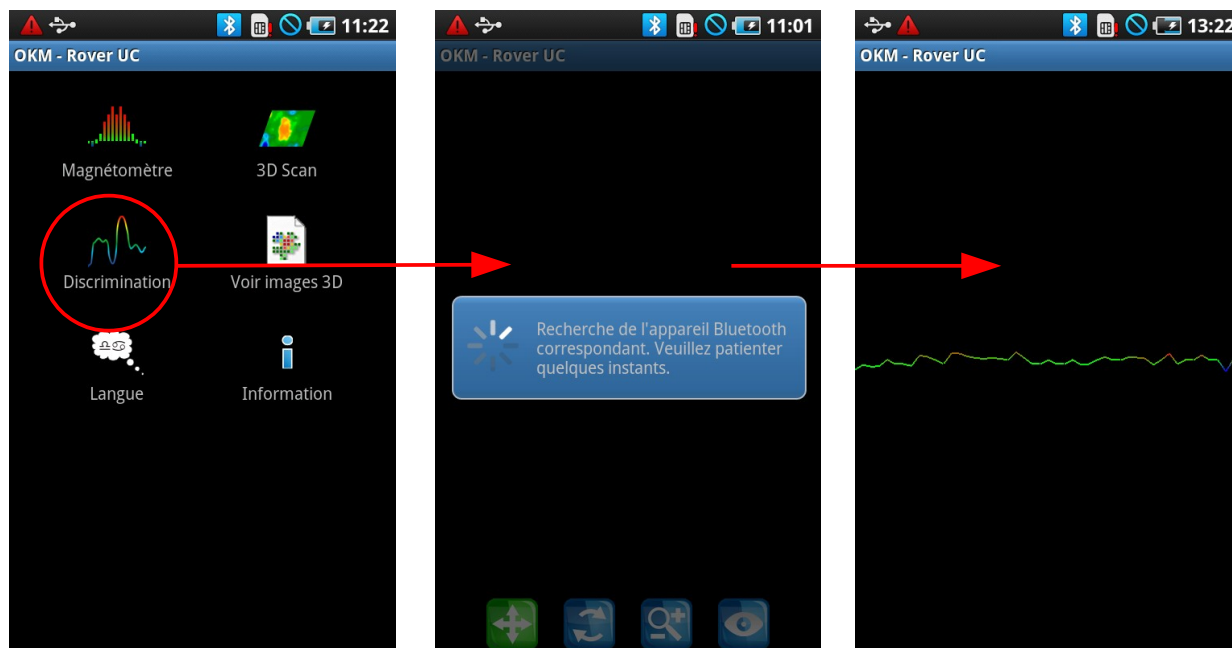 11:22
OKM - Rover UC
Magnétomètre
3D Scan
Discrimination
Voir images 3D
Langue
Information
11:01
OKM - Rover UC
Recherche de l'appareil Bluetooth
correspondant. Veuillez patienter
quelques instants.
13:22
OKM - Rover UC